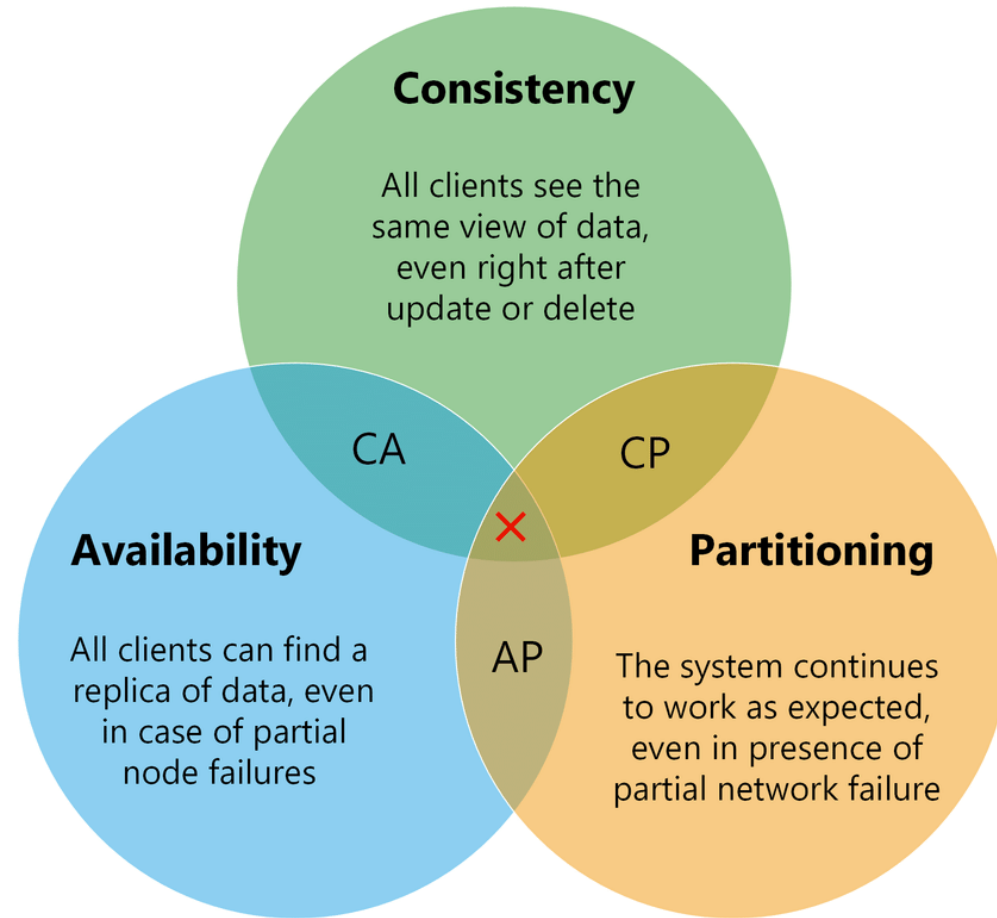 Consistency
All clients see the
same view of data,
even right after
update or delete
CA
CP
Availability
All clients can find a
replica of data, even
in case of partial
node failures
AP
Partitioning
The system continues
to work as expected,
even in presence of
partial network failure